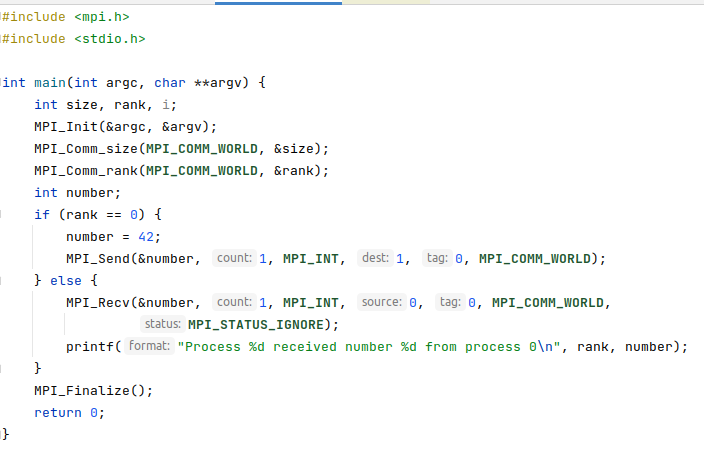 #include <mpi.h>
#include <stdio.h>
int main(int argc, char **argv) {
int size, rank, i;
MPI_Init(&argc, &argv);
MPI_Comm_size(MPI_COMM_WORLD, &size);
MPI_Comm_rank(MPI_COMM_WORLD, &rank);
int number;
if (rank == 0) {
number = 42;
MPI_Send(&number, count: 1, MPI_INT, dest: 1, tag: 0, MPI_COMM_WORLD);
} else {
MPI_Recv(&number, count: 1, MPI_INT, source: 0, tag: 0, MPI_COMM_WORLD,
status: MPI_STATUS_IGNORE);
printf( format: "Process %d received number %d from process 0\n", rank, number);
}
MPI_Finalize();
return 0;
}